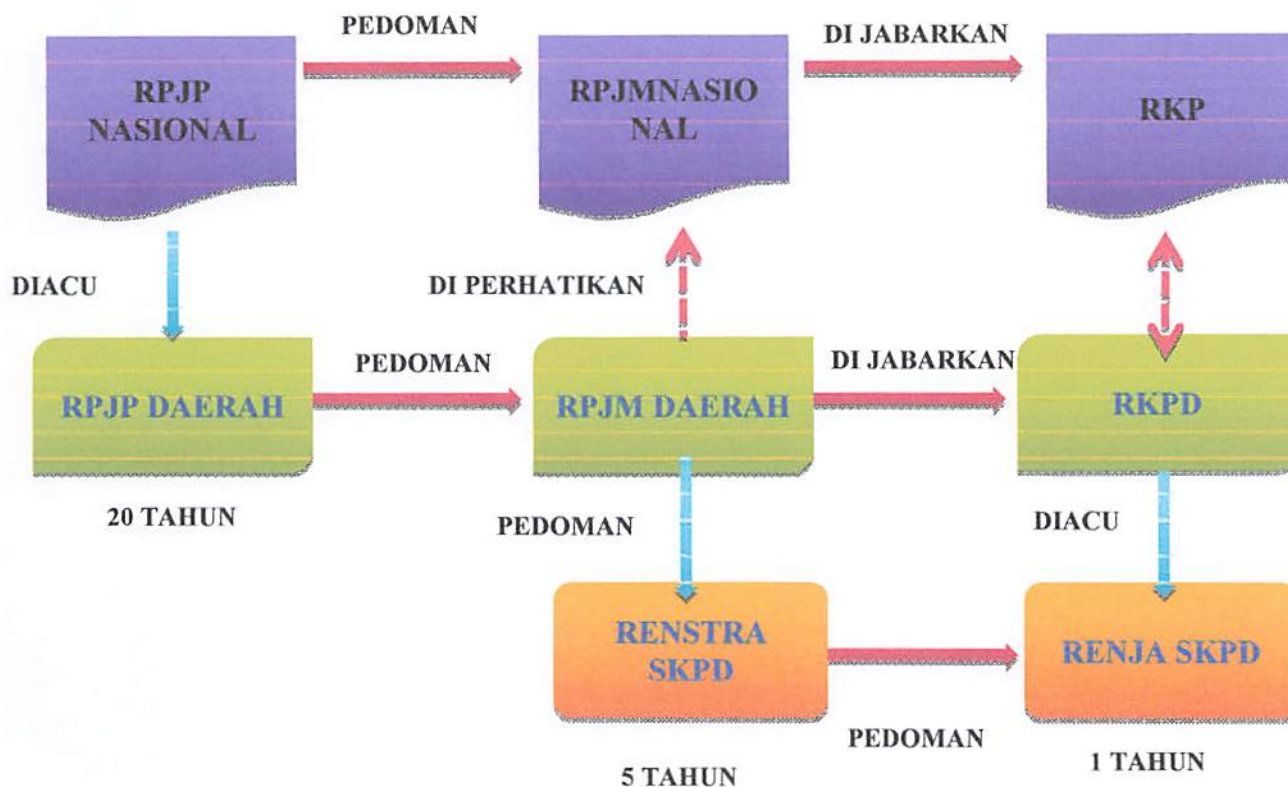 PEDOMAN
DI JABARKAN
RPJP
NASIONAL
RPJMNASIO
NAL
RKP
DIACU
DI PERHATIKAN
PEDOMAN
DI JABARKAN
RPJP DAERAH
RPJM DAERAH
RKPD
20 TAHUN
PEDOMAN
DIACU
RENSTRA
SKPD
RENJA SKPD
PEDOMAN
5 TAHUN
1 TAHUN